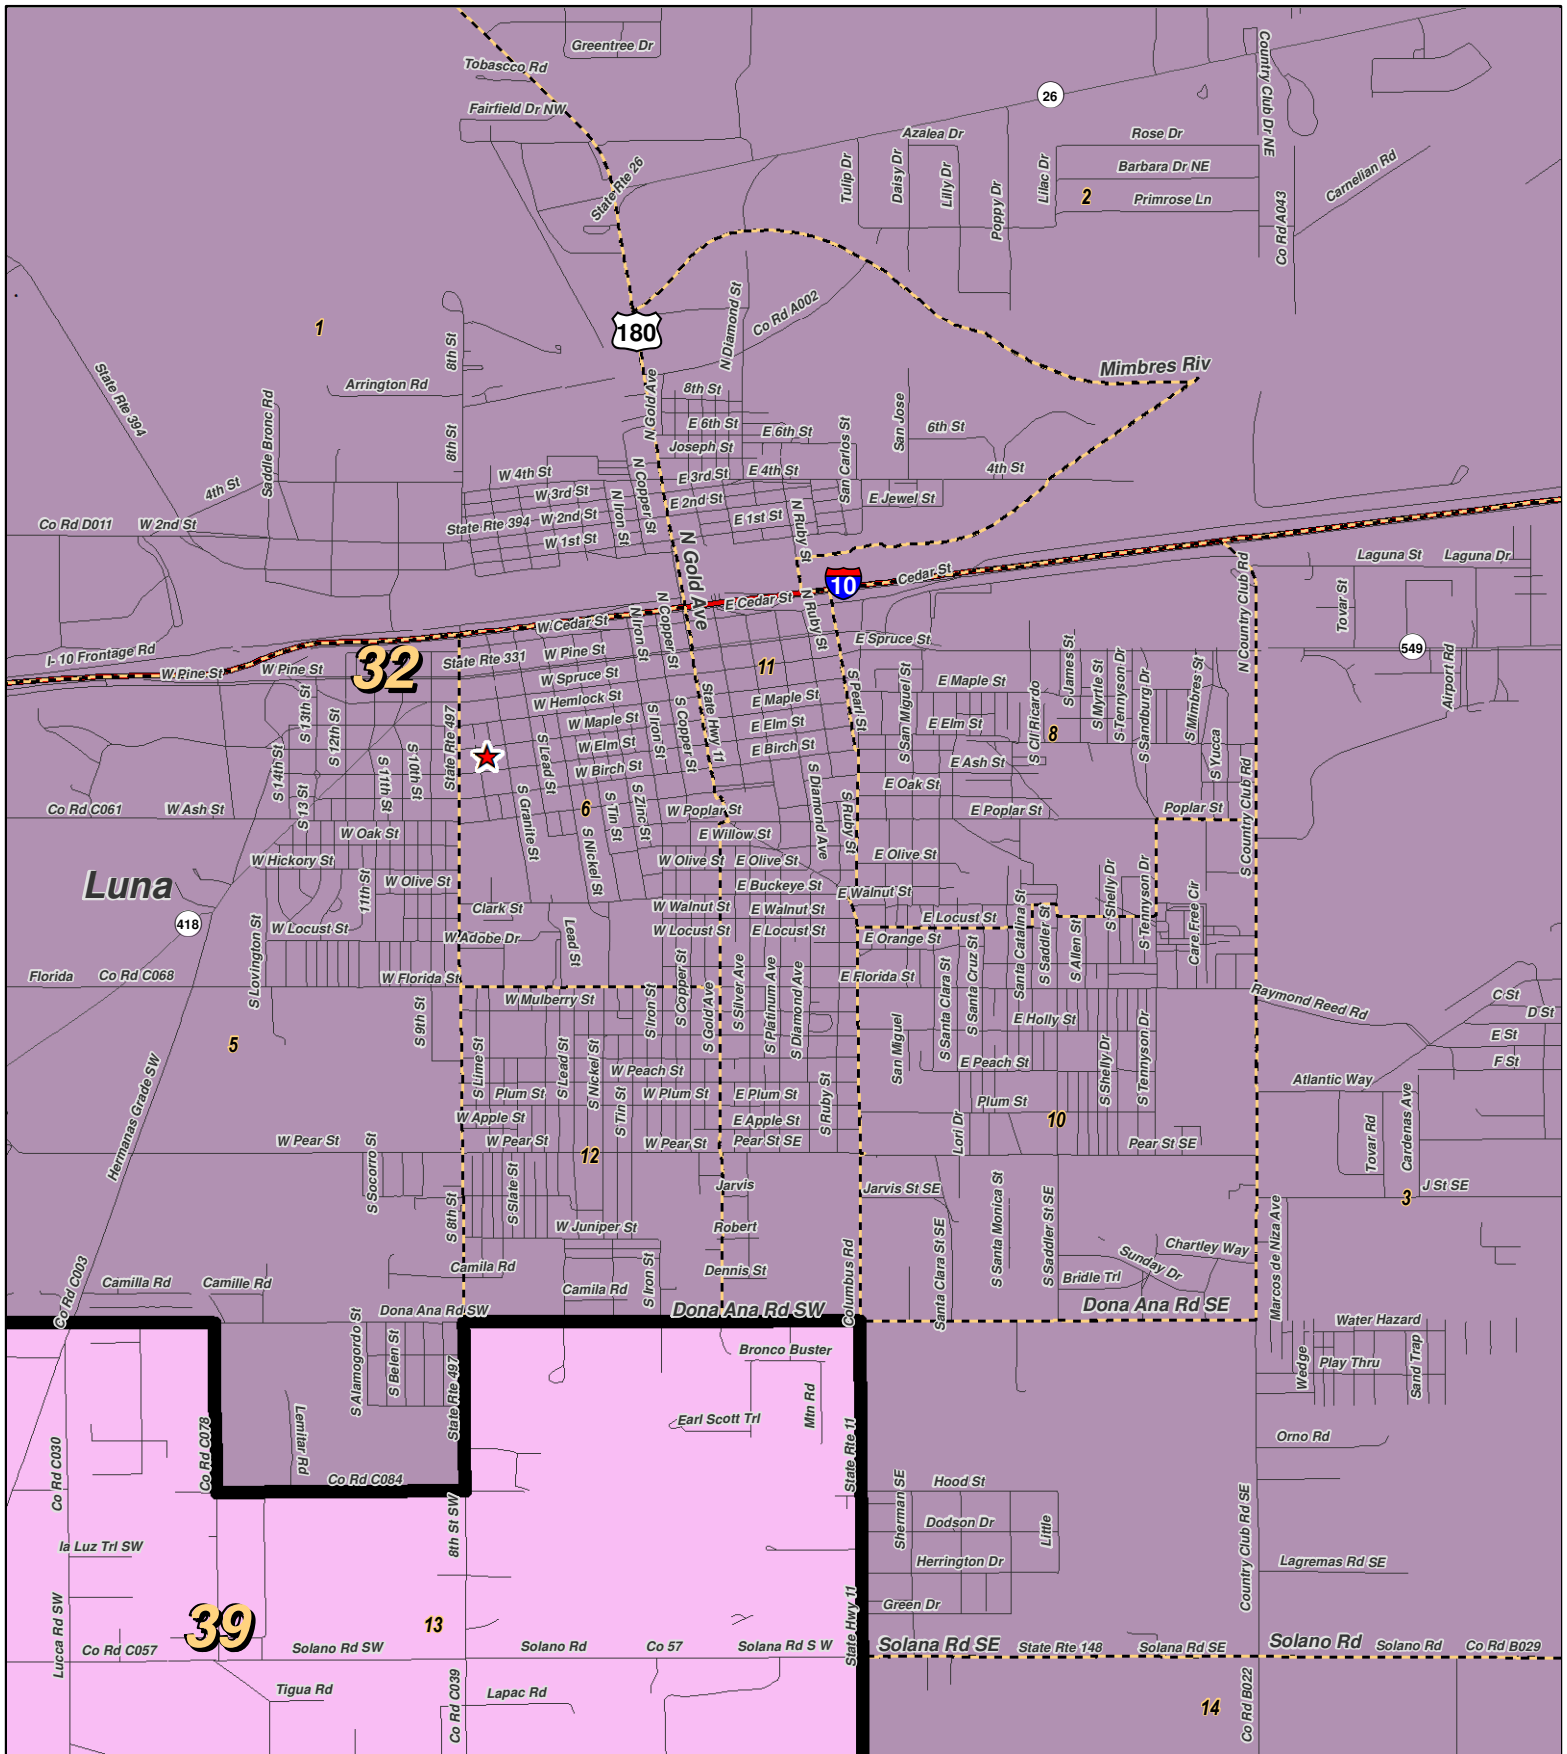 Greentree Dr
Tobascco Rd
Fairfield Dr NW
State Rte 26
26
Country Club Dr NE
Azalea Dr
Rose Dr
Barbara Dr NE
Primrose Ln
Tulip Dr
Daisy Dr
Lilly Dr
Poppy Dr
Lilac Dr
2
Co Rd A043
Carnelian Rd
1
180
N Diamond St
Co Rd A002
Mimbres Riv
State Rte 394
8th St
Arrington Rd
Sadle Bronc Rd
8th St
N Gold Ave
8th St
E 6th St
E 6th St
Joseph St
San Carlos St
San Jose
6th St
4th St
4th St
W 4th St
E 3rd St
E 4th St
W 3rd St
N Iron St
N Copper St
E 2nd St
E Jewel St
Co Rd D011
W 2nd St
State Rte 394
W 2nd St
E 1st St
N Ruby St
W 1st St
N Gold Ave
10
Cedar St
Laguna St
Laguna Dr
N Country Club Rd
Tovar St
E Cedar St
W Cedar St
N Iron St
N Copper St
N Ruby St
E Spruce St
549
I- 10 Frontage Rd
W Pine St
W Pine St
32
State Rte 331
W Pine St
W Spruce St
11
W Hemlock St
E Maple St
S Pearl St
E Maple St
S San Miguel St
S Cll Ricardo
S James St
S Myrtle St
S Tennyson Dr
S Sandburg Dr
S Mimbres St
Airport Rd
S 13th St
S 12th St
State Rte 497
W Maple St
S Iron St
S Copper St
State Hwy 11
E Elm St
E Elm St
8
W Elm St
E Birch St
S 14th St
S 11th St
S 10th St
S Lead St
W Birch St
E Ash St
S Yucca
E Oak St
S Country Club Rd
Co Rd C061
W Ash St
S 13 St
S Granite St
6
S Tin St
S Zinc St
W Poplar St
S Diamond Ave
S Ruby St
E Poplar St
Poplar St
W Oak St
E Willow St
W Hickory St
S Nickel St
W Olive St
E Olive St
E Olive St
Luna
11th St
W Olive St
E Buckeye St
E Walnut St
S Shelly Dr
S Tennyson Dr
Care Free Cir
Clark St
W Walnut St
E Walnut St
E Locust St
Santa Catalina St
S Saddler St
S Allen St
418
S Lovington St
W Locust St
W Adobe Dr
Lead St
W Locust St
E Locust St
E Orange St
Florida
Co Rd C068
W Florida St
E Florida St
S Santa Clara St
S Santa Cruz St
S Copper St
S Silver Ave
S Platinum Ave
S Diamond Ave
W Mulberry St
S Iron St
S Gold Ave
Raymond Reed Rd
C St
D St
S 9th St
E Holly St
E St
5
S Lime St
S Lead St
S Nickel St
San Miguel
E Peach St
S Shelly Dr
S Tennyson Dr
F St
W Peach St
Atlantic Way
Hermanas Grade SW
Plum St
W Plum St
E Plum St
S Ruby St
Plum St
W Apple St
S Tin St
E Apple St
10
W Pear St
W Pear St
W Pear St
Pear St SE
Lori Dr
Pear St SE
Tovar Rd
Cardenas Ave
12
S Socorro St
S Slate St
Jarvis
Jarvis St SE
J St SE
3
S 8th St
W Juniper St
Robert
Santa Clara St SE
S Santa Monica St
S Saddler St SE
Chartley Way
Marcos de Niza Ave
Sunday Dr
Camila Rd
Dennis St
Columbus Rd
Bridle Trl
Co Rd C003
Camilla Rd
Camille Rd
Camila Rd
S Iron St
Dona Ana Rd SW
Dona Ana Rd SW
Dona Ana Rd SE
Water Hazard
S Alamogordo St
S Belen St
State Rte 497
Bronco Buster
Wedge
Play Thru
Sand Trap
Lemitar Rd
Earl Scott Trl
Mtn Rd
State Rte 11
Co Rd C078
Co Rd C030
Orno Rd
Co Rd C084
Hood St
8th St SW
Sherman SE
Dodson Dr
Little
Country Club Rd SE
la Luz Trl SW
Herrington Dr
Lagremas Rd SE
39
13
Green Dr
State Hwy 11
Lucca Rd SW
Co Rd C057
Solano Rd SW
Solano Rd
Co 57
Solana Rd S W
Solana Rd SE
State Rte 148
Solana Rd SE
Solano Rd
Solano Rd
Co Rd B029
Tigua Rd
Co Rd C039
Lapac Rd
14
Co Rd B022